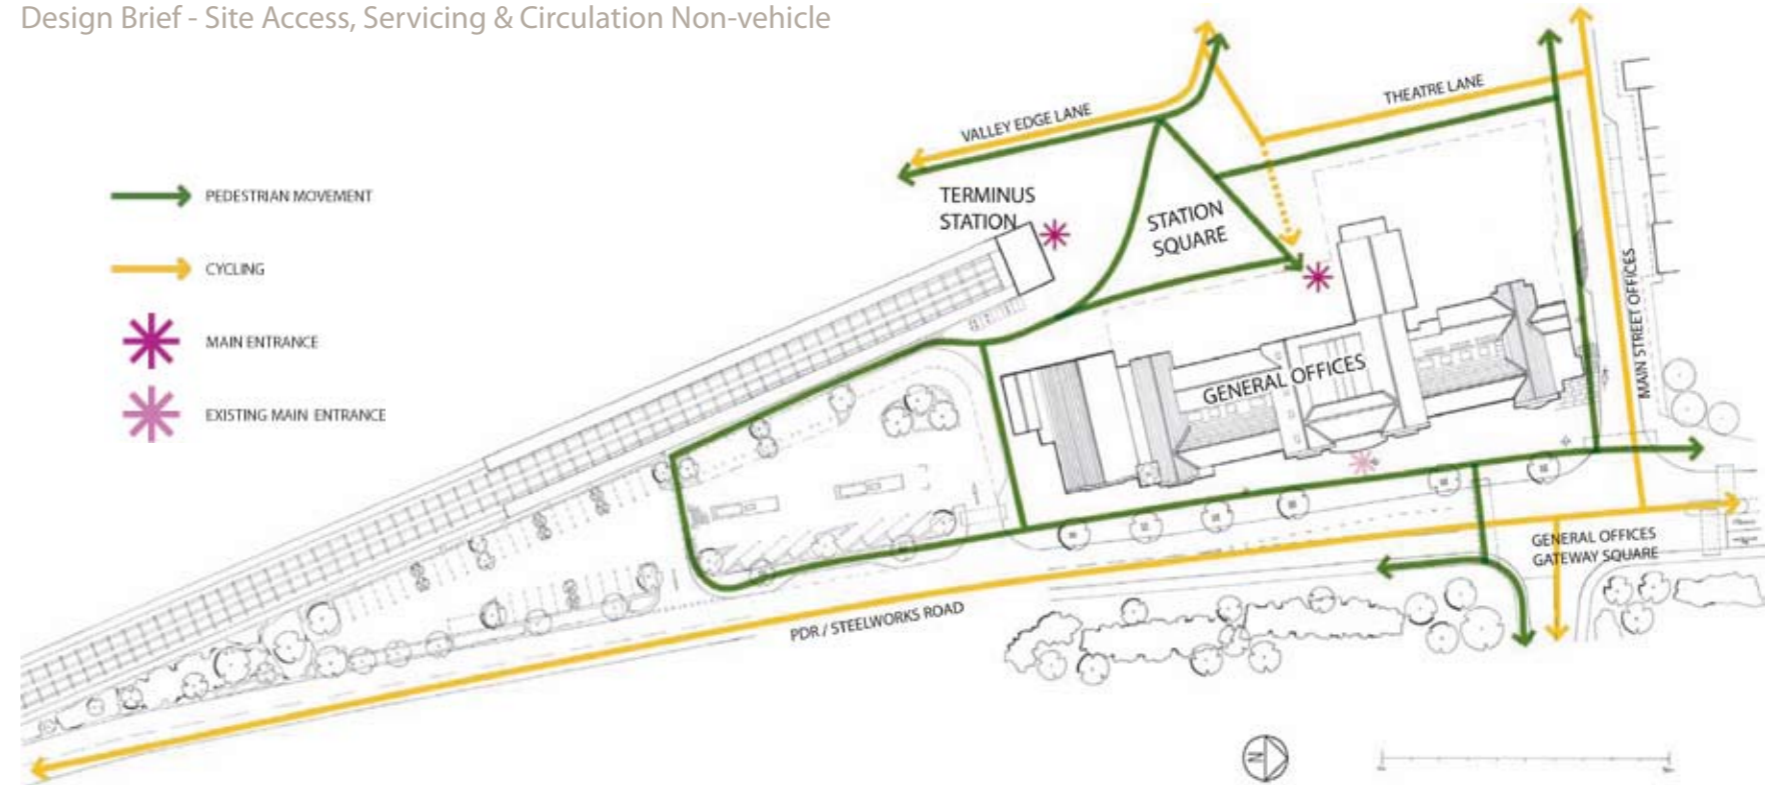 Design Brief - Site Access, Servicing & Circulation Non-vehicle
PEDESTRIAN MOVEMENT
CYCLING
MAIN ENTRANCE
EXISTING MAIN ENTRANCE
VALLEY EDGE LANE
THEATRE LANE
TERMINUS
STATION
STATION
SQUARE
GENERAL OFFICES
MAIN STREET OFFICES
GENERAL OFFICES
GATEWAY SQUARE
PDR / STEELWORKS ROAD
N